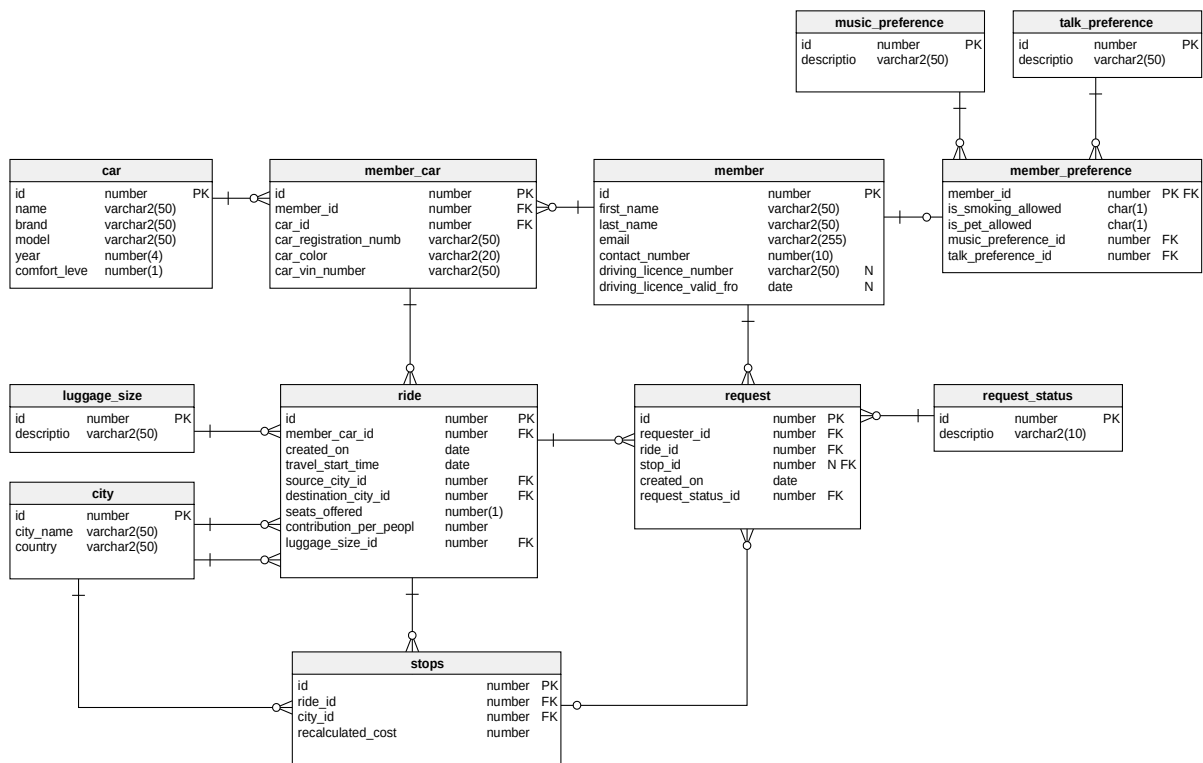 music_preference
id number PK
descriptio varchar2(50)
talk_preference
id number PK
descriptio varchar2(50)
car
id number PK
name varchar2(50)
brand varchar2(50)
model varchar2(50)
year number(4)
comfort_leve number(1)
member_car
id number PK
member_id number FK
car_id number FK
car_registration_numb varchar2(50)
car_color varchar2(20)
car_vin_number varchar2(50)
member
id number PK
first_name varchar2(50)
last_name varchar2(50)
email varchar2(255)
contact_number number(10)
driving_licence_number varchar2(50) N
driving_licence_valid_fro date N
member_preference
member_id number PK FK
is_smoking_allowed char(1)
is_pet_allowed char(1)
music_preference_id number FK
talk_preference_id number FK
luggage_size
id number PK
descriptio varchar2(50)
ride
id number PK
member_car_id number FK
created_on date
travel_start_time date
source_city_id number FK
destination_city_id number FK
seats_offered number(1)
contribution_per_peopl number
luggage_size_id number FK
request
id number PK
requester_id number FK
ride_id number FK
stop_id number N FK
created_on date
request_status_id number FK
request_status
id number PK
descriptio varchar2(10)
city
id number PK
city_name varchar2(50)
country varchar2(50)
stops
id number PK
ride_id number FK
city_id number FK
recalculated_cost number